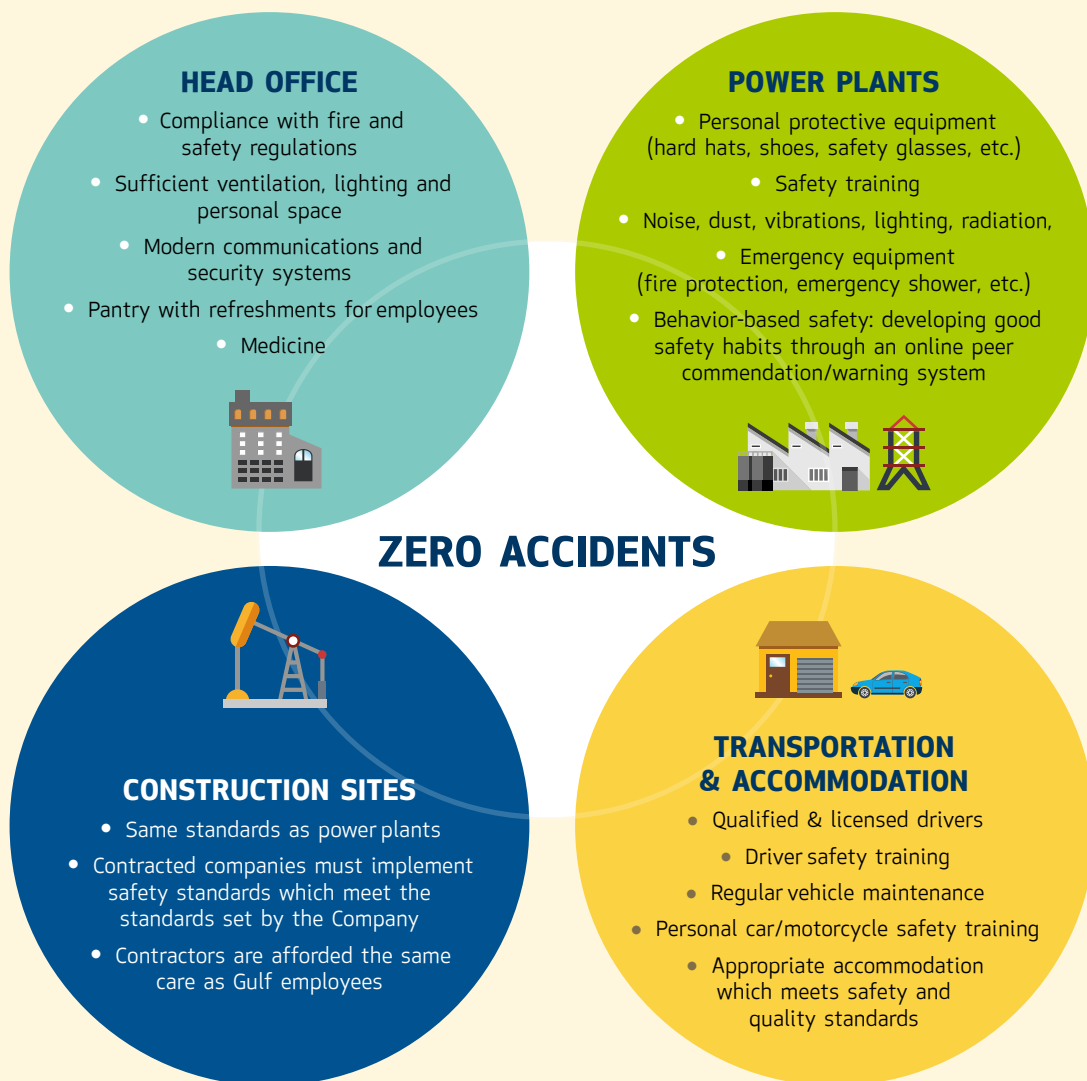 HEAD OFFICE
• Compliance with fire and
safety regulations
• Sufficient ventilation, lighting and
personal space
• Modern communications and
security systems
• Pantry with refreshments for employees
• Medicine
POWER PLANTS
• Personal protective equipment
(hard hats, shoes, safety glasses, etc.)
• Safety training
• Noise, dust, vibrations, lighting, radiation,
• Emergency equipment
(fire protection, emergency shower, etc.)
• Behavior-based safety: developing good
safety habits through an online peer
commendation/warning system
ZERO ACCIDENTS
CONSTRUCTION SITES
• Same standards as power plants
• Contracted companies must implement
safety standards which meet the
standards set by the Company
• Contractors are afforded the same
care as Gulf employees
TRANSPORTATION
& ACCOMMODATION
• Qualified & licensed drivers
• Driver safety training
• Regular vehicle maintenance
• Personal car/motorcycle safety training
• Appropriate accommodation
which meets safety and
quality standards